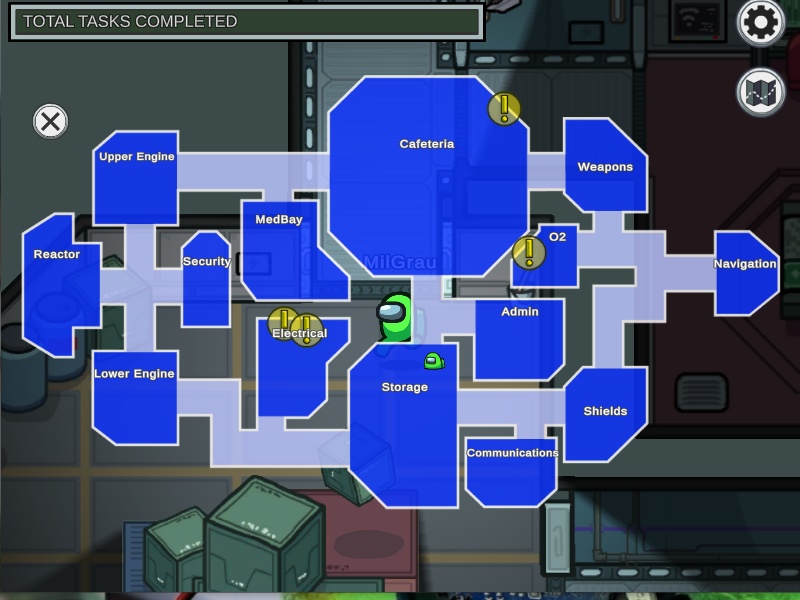 TOTAL TASKS COMPLETED
Cafeteria
Upper Engine
Weapons
MedBay
O2
Reactor
Security
MilGrau
Navigation
Admin
Electrical
Lower Engine
Storage
Shields
Communications